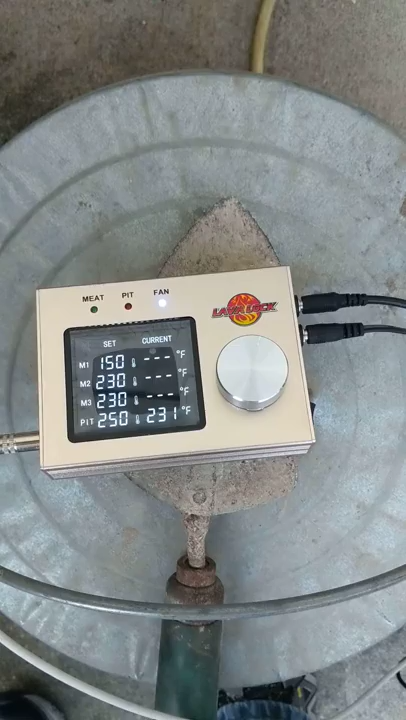 MEAT PIT FAN
LAVA LOCK
SET CURRENT
M1 150 --- °F
M2 230 --- °F
M3 230 --- °F
PIT 250 231 °F